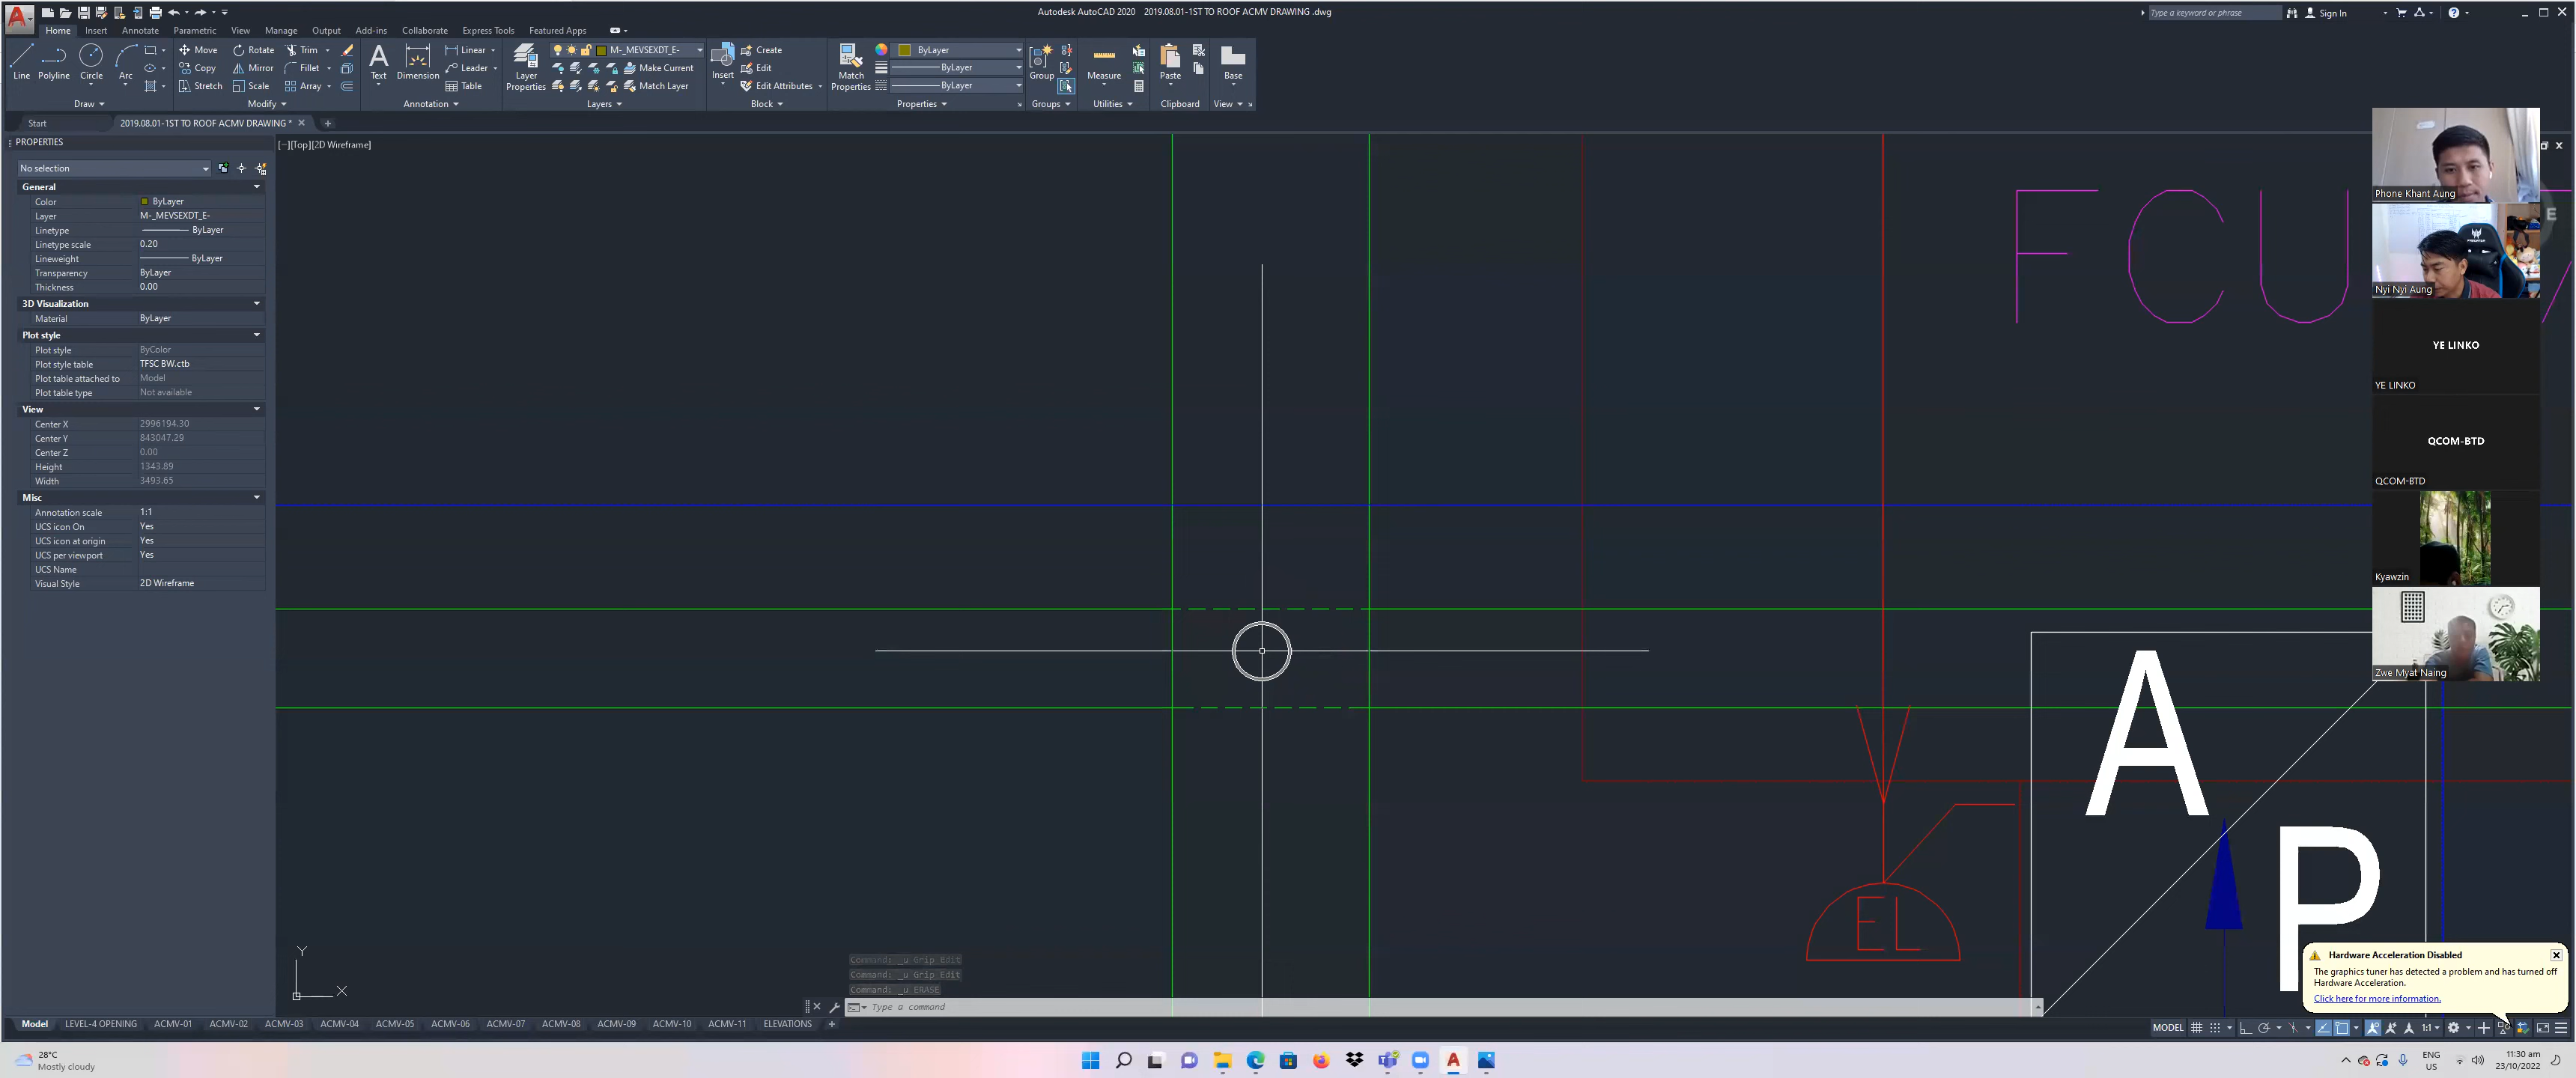 Autodesk AutoCAD 2020 2019.08.01-1ST TO ROOF ACMV DRAWING .dwg
Type a keyword or phrase
Sign In
Home Insert Annotate Parametric View Manage Output Add-ins Collaborate Express Tools Featured Apps
Line Polyline Circle Arc
Move Rotate Trim
Copy Mirror Fillet
Stretch Scale Array
Text Dimension
Linear
Leader
Table
Layer Properties
M-_MEVSEXDT_E-
Make Current
Match Layer
Insert
Create
Edit
Edit Attributes
Match Properties
ByLayer
ByLayer
ByLayer
Group
Measure
Paste
Base
Draw Modify Annotation Layers Block Properties Groups Utilities Clipboard View
Start 2019.08.01-1ST TO ROOF ACMV DRAWING *
PROPERTIES
[−][Top][2D Wireframe]
No selection
General
Color ByLayer
Layer M-_MEVSEXDT_E-
Linetype ByLayer
Linetype scale 0.20
Lineweight ByLayer
Transparency ByLayer
Thickness 0.00
3D Visualization
Material ByLayer
Plot style
Plot style ByColor
Plot style table TFSC BW.ctb
Plot table attached to Model
Plot table type Not available
View
Center X 2996194.30
Center Y 843047.29
Center Z 0.00
Height 1343.89
Width 3493.65
Misc
Annotation scale 1:1
UCS icon On Yes
UCS icon at origin Yes
UCS per viewport Yes
UCS Name
Visual Style 2D Wireframe
FCU
E
Phone Khant Aung
PREDATOR
Nyi Nyi Aung
YE LINKO
YE LINKO
QCOM-BTD
QCOM-BTD
Kyawzin
Zwe Myat Naing
A
P
EL
Y
X
Command: _u Grip_Edit
Command: _u Grip_Edit
Command: _u ERASE
Type a command
Hardware Acceleration Disabled
The graphics tuner has detected a problem and has turned off
Hardware Acceleration.
Click here for more information.
Model LEVEL-4 OPENING ACMV-01 ACMV-02 ACMV-03 ACMV-04 ACMV-05 ACMV-06 ACMV-07 ACMV-08 ACMV-09 ACMV-10 ACMV-11 ELEVATIONS +
MODEL 1:1
28°C
Mostly cloudy
ENG
US
11:30 am
23/10/2022